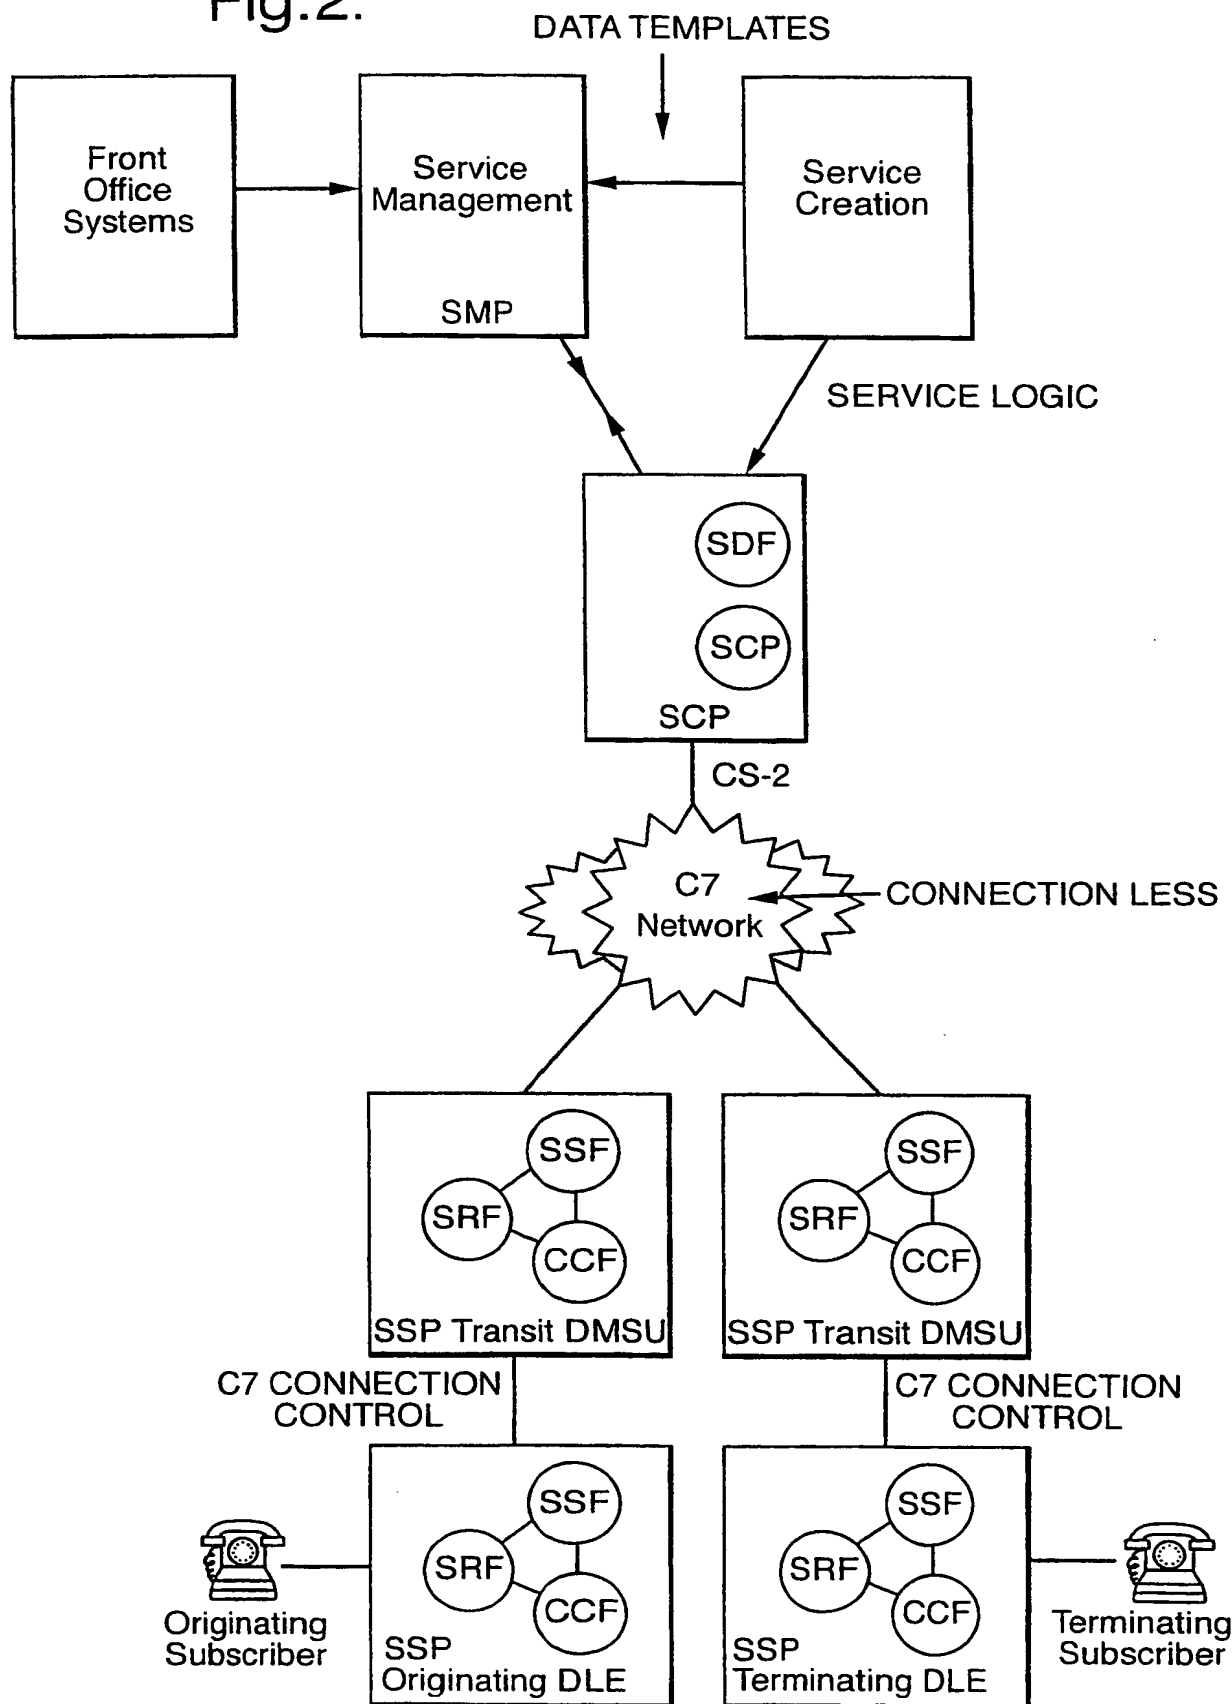 Fig.2.
DATA TEMPLATES
Front
Office
Systems
Service
Management
SMP
Service
Creation
SERVICE LOGIC
SDF
SCP
SCP
CS-2
C7
Network
CONNECTION LESS
SSF
SRF
CCF
SSP Transit DMSU
SSF
SRF
CCF
SSP Transit DMSU
C7 CONNECTION
CONTROL
C7 CONNECTION
CONTROL
SSF
SRF
CCF
SSP
Originating DLE
SSF
SRF
CCF
SSP
Terminating DLE
Originating
Subscriber
Terminating
Subscriber